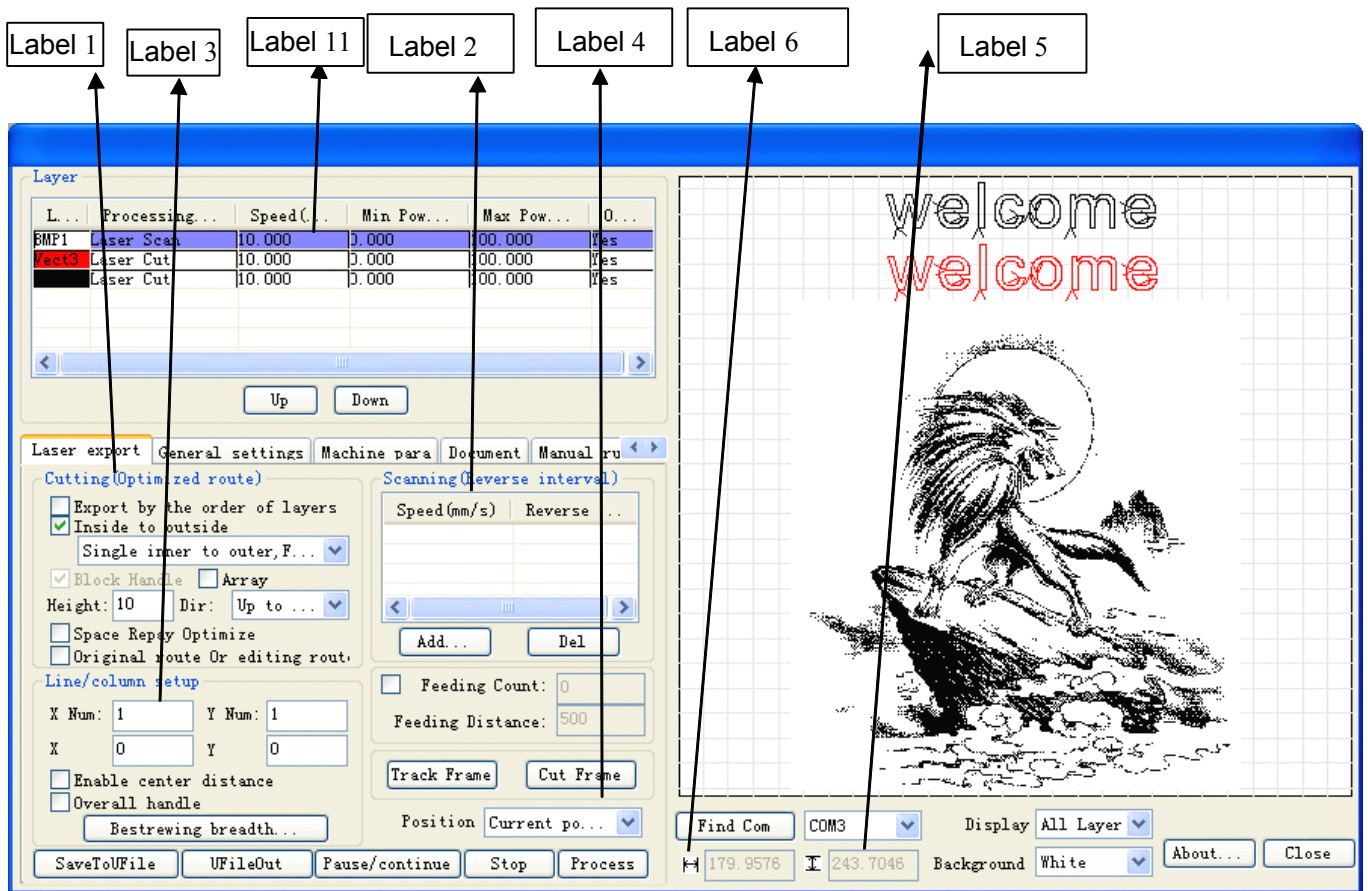 Label 1
Label 3
Label 11
Label 2
Label 4
Label 6
Label 5
Layer
L... Processing... Speed(... Min Pow... Max Pow... O...
BMP1 Laser Scan 10.000 0.000 100.000 Yes
Vect3 Laser Cut 10.000 0.000 100.000 Yes
Laser Cut 10.000 0.000 100.000 Yes
Up Down
welcome
welcome
Laser export General settings Machine para Document Manual ru
Cutting(Optimized route)
Export by the order of layers
Inside to outside
Single inner to outer,F...
Block Handle Array
Height: 10 Dir: Up to ...
Space Repay Optimize
Original route Or editing rout
Scanning(Reverse interval)
Speed(mm/s) Reverse ...
Add... Del
Line/column setup
X Num: 1 Y Num: 1
X 0 Y 0
Enable center distance
Overall handle
Bestrewing breadth...
Feeding Count: 0
Feeding Distance: 500
Track Frame Cut Frame
Position Current po...
SaveToUFile UFileOut Pause/continue Stop Process
Find Com COM3 Display All Layer
179.9576 243.7046 Background White About... Close